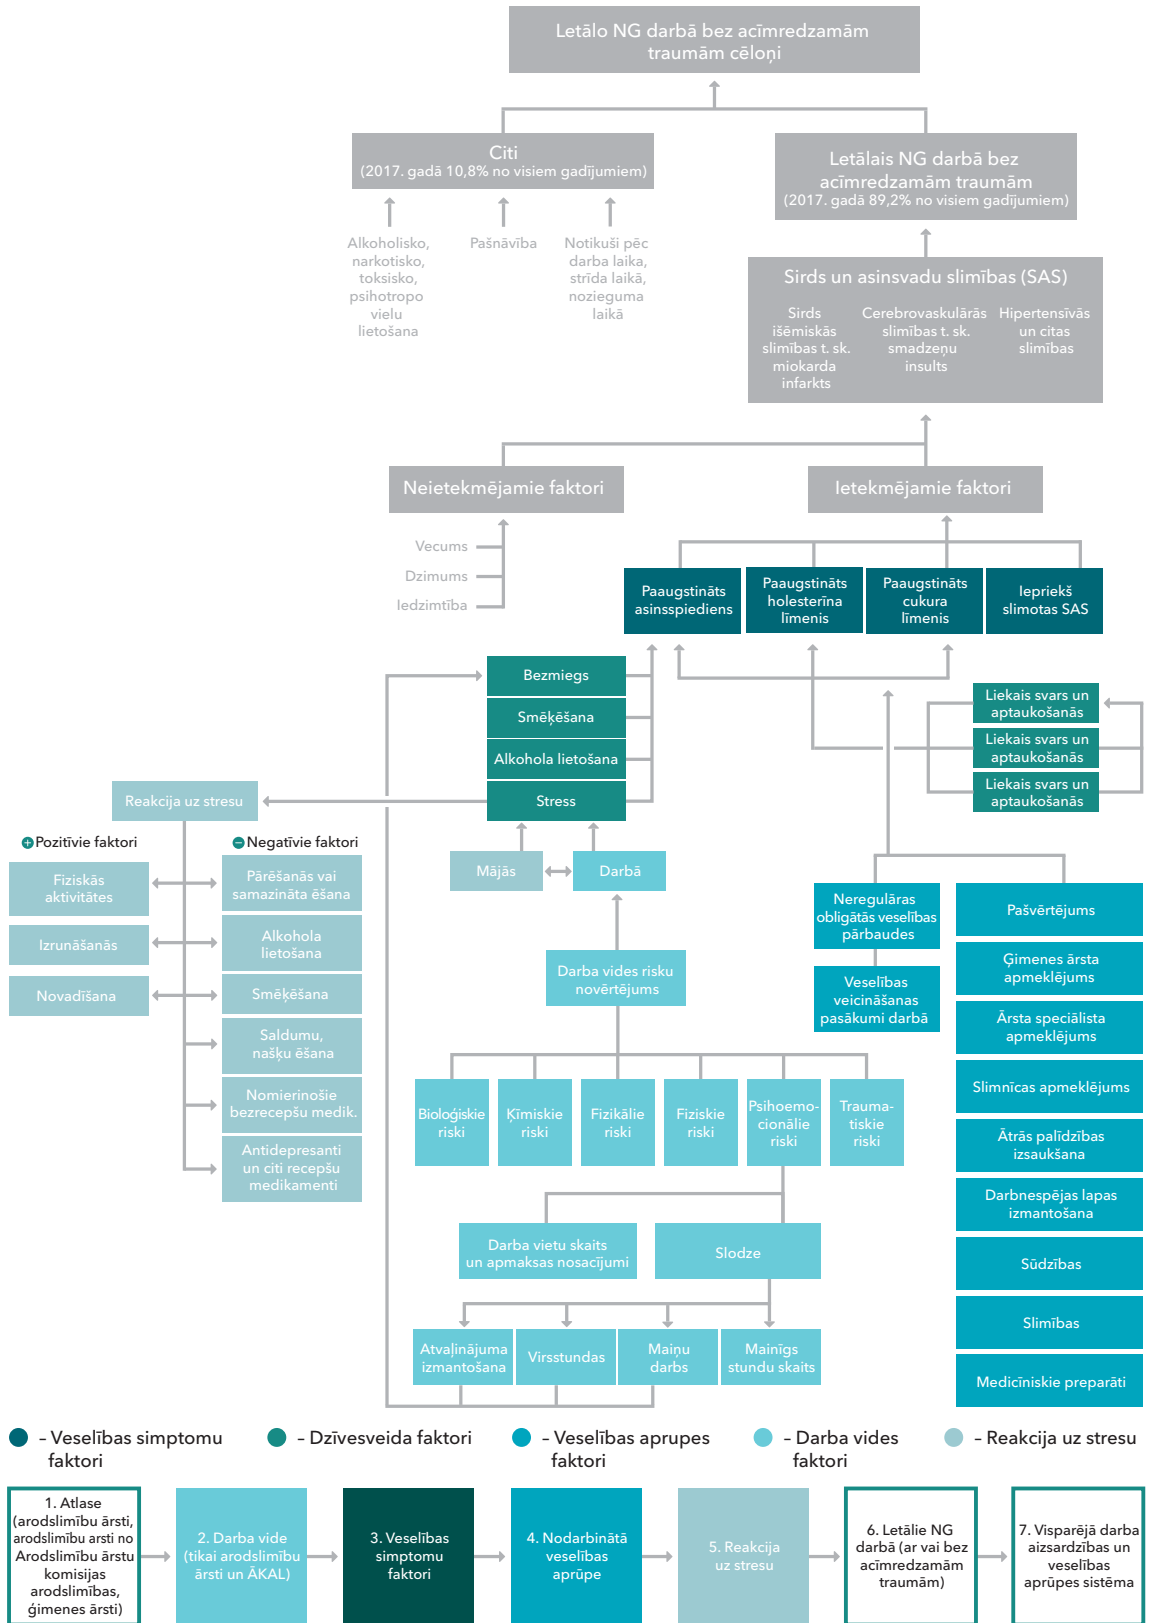 Letālo NG darbā bez acīmredzamām
traumām cēloņi
Citi
(2017. gadā 10,8% no visiem gadījumiem)
Letālais NG darbā bez
acīmredzamām traumām
(2017. gadā 89,2% no visiem gadījumiem)
Alkoholisko,
narkotisko,
toksisko,
psihotropo
vielu
lietošana
Pašnāvība
Notikuši pēc
darba laika,
strīda laikā,
nozieguma
laikā
Sirds un asinsvadu slimības (SAS)
Sirds
išēmiskās
slimības t. sk.
miokarda
infarkts
Cerebrovaskulārās
slimības t. sk.
smadzeņu
insults
Hipertensīvās
un citas
slimības
Neietekmējamie faktori
Ietekmējamie faktori
Vecums
Dzimums
Iedzimtība
Paaugstināts
asinsspiediens
Paaugstināts
holesterīna
līmenis
Paaugstināts
cukura
līmenis
Iepriekš
slimotas SAS
Bezmiegs
Smēķēšana
Alkohola lietošana
Stress
Liekais svars un
aptaukošanās
Liekais svars un
aptaukošanās
Liekais svars un
aptaukošanās
Reakcija uz stresu
+ Pozitīvie faktori
– Negatīvie faktori
Fiziskās
aktivitātes
Izrunāšanās
Novadīšana
Pārēšanās vai
samazināta ēšana
Alkohola
lietošana
Smēķēšana
Saldumu,
našķu ēšana
Nomierinošie
bezrecepšu medik.
Antidepresanti
un citi recepšu
medikamenti
Mājās
Darbā
Darba vides risku
novērtējums
Bioloģiskie
riski
Ķīmiskie
riski
Fizikālie
riski
Fiziskie
riski
Psihoemo-
cionālie
riski
Trauma-
tiskie
riski
Darba vietu skaits
un apmaksas nosacījumi
Slodze
Atvaļinājuma
izmantošana
Virsstundas
Maiņu
darbs
Mainīgs
stundu skaits
Neregulāras
obligātās veselības
pārbaudes
Veselības
veicināšanas
pasākumi darbā
Pašvērtējums
Ģimenes ārsta
apmeklējums
Ārsta speciālista
apmeklējums
Slimnīcas apmeklējums
Ātrās palīdzības
izsaukšana
Darbnespējas lapas
izmantošana
Sūdzības
Slimības
Medicīniskie preparāti
– Veselības simptomu
faktori
– Dzīvesveida faktori
– Veselības aprupes
faktori
– Darba vides
faktori
– Reakcija uz stresu
1. Atlase
(arodslimību ārsti,
arodslimību arsti no
Arodslimību ārstu
komisijas
arodslimības,
ģimenes ārsti)
2. Darba vide
(tikai arodslimību
ārsti un ĀKAL)
3. Veselības
simptomu
faktori
4. Nodarbinātā
veselības
aprūpe
5. Reakcija
uz stresu
6. Letālie NG
darbā (ar vai bez
acīmredzamām
traumām)
7. Visparējā darba
aizsardzības un
veselības
aprūpes sistēma